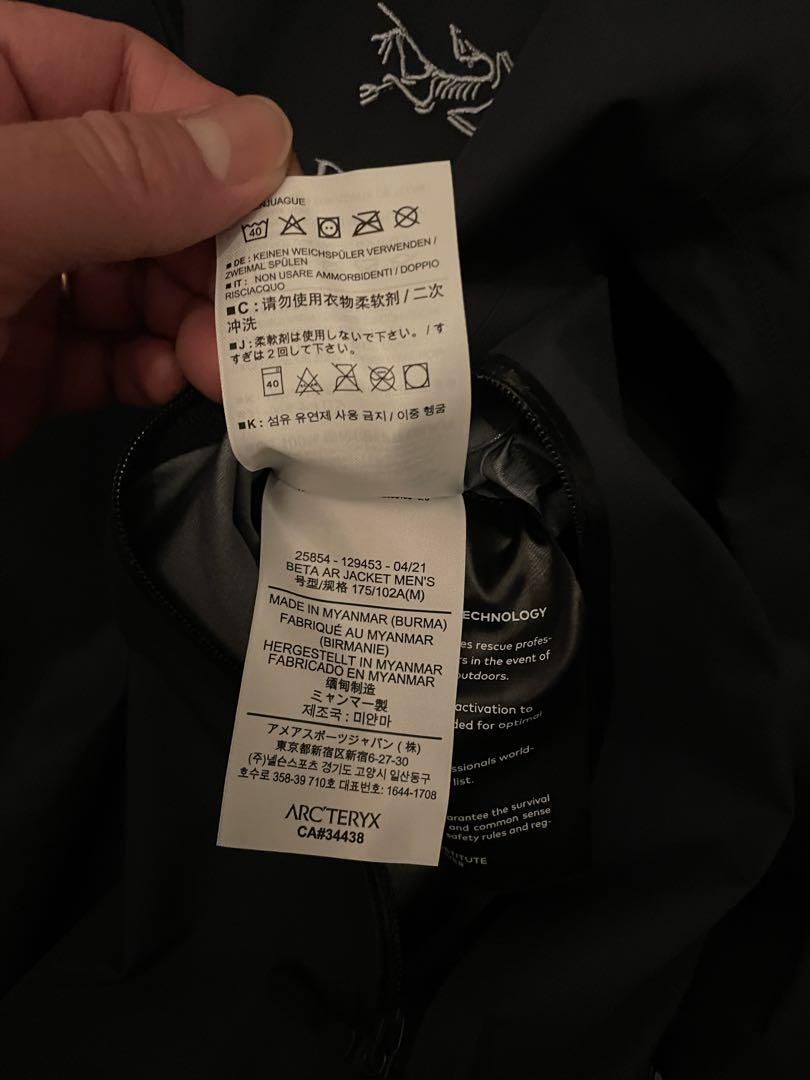 40
■ DE : KEINEN WEICHSPÜLER VERWENDEN /
ZWEIMAL SPÜLEN
■ IT : NON USARE AMMORBIDENTI / DOPPIO
RISCIACQUO
■C : 请勿使用衣物柔软剂 / 二次
冲洗
■J : 柔軟剤は使用しないで下さい。/ す
すぎは2回して下さい。
40
■K : 섬유 유연제 사용 금지 / 이중 헹굼
25854 - 129453 - 04/21
BETA AR JACKET MEN'S
号型/规格 175/102A(M)
MADE IN MYANMAR (BURMA)
FABRIQUÉ AU MYANMAR
(BIRMANIE)
HERGESTELLT IN MYANMAR
FABRICADO EN MYANMAR
缅甸制造
ミャンマー製
제조국 : 미얀마
アメアスポーツジャパン ( 株)
東京都新宿区新宿6-27-30
(주)넬슨스포츠 경기도 고양시 일산동구
호수로 358-39 710호 대표번호: 1644-1708
ARC'TERYX
CA#34438
ECHNOLOGY
es rescue profes-
s in the event of
outdoors.
activation to
ded for optimal
ssionals world-
list.
arantee the survival
and common sense
safety rules and reg-